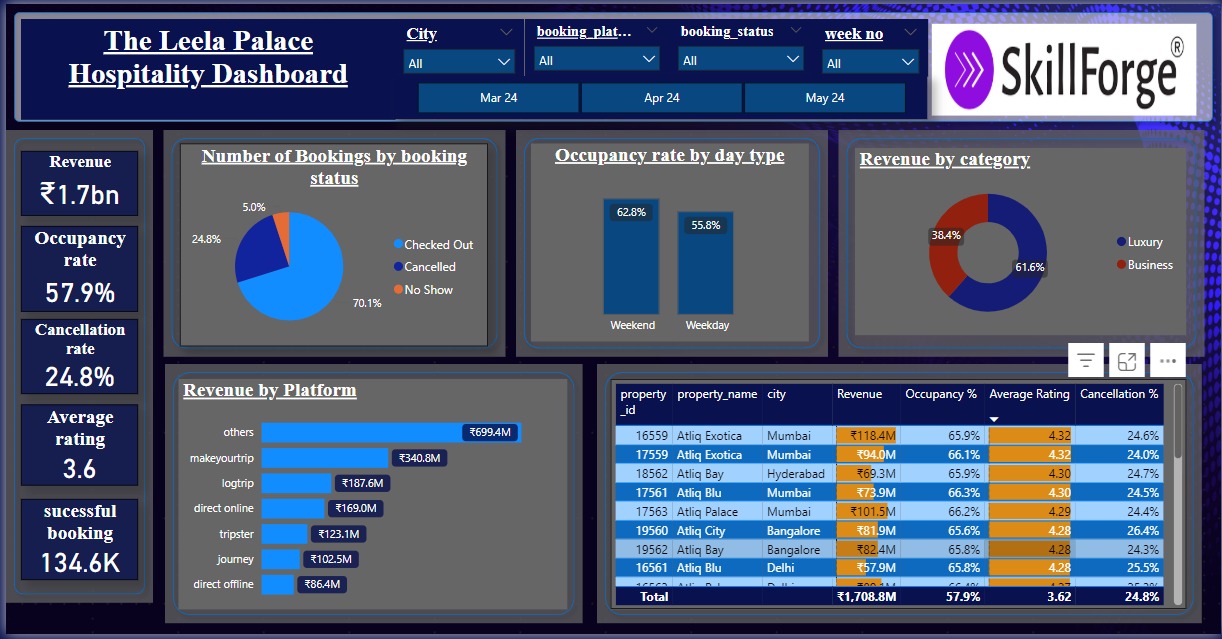 The Leela Palace
Hospitality Dashboard
City
All
booking_plat...
All
booking_status
All
week no
All
Mar 24
Apr 24
May 24
SkillForge®
Revenue
₹1.7bn
Occupancy
rate
57.9%
Cancellation
rate
24.8%
Average
rating
3.6
sucessful
booking
134.6K
Number of Bookings by booking
status
5.0%
24.8%
70.1%
Checked Out
Cancelled
No Show
Occupancy rate by day type
62.8%
55.8%
Weekend
Weekday
Revenue by category
38.4%
61.6%
Luxury
Business
Revenue by Platform
others ₹699.4M
makeyourtrip ₹340.8M
logtrip ₹187.6M
direct online ₹169.0M
tripster ₹123.1M
journey ₹102.5M
direct offline ₹86.4M
property
_id property_name city Revenue Occupancy % Average Rating Cancellation %
16559 Atliq Exotica Mumbai ₹118.4M 65.9% 4.32 24.6%
17559 Atliq Exotica Mumbai ₹94.0M 66.1% 4.32 24.0%
18562 Atliq Bay Hyderabad ₹69.3M 65.9% 4.30 24.7%
17561 Atliq Blu Mumbai ₹73.9M 66.3% 4.30 24.5%
17563 Atliq Palace Mumbai ₹101.5M 66.2% 4.29 24.4%
19560 Atliq City Bangalore ₹81.9M 65.6% 4.28 26.4%
19562 Atliq Bay Bangalore ₹82.4M 65.8% 4.28 24.3%
16561 Atliq Blu Delhi ₹57.9M 65.8% 4.28 25.5%
Total ₹1,708.8M 57.9% 3.62 24.8%